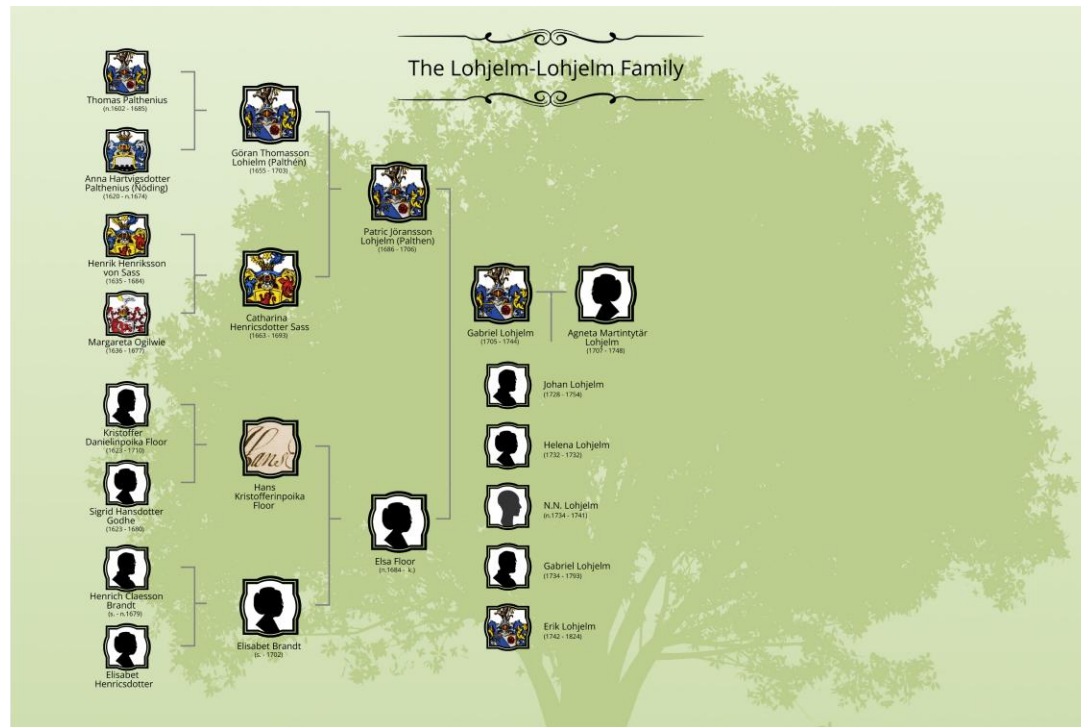 The Lohjelm-Lohjelm Family
Thomas Palthenius
(n.1602 - 1685)
Anna Hartvigsdotter
Palthenius (Nöding)
(1620 - n.1674)
Henrik Henriksson
von Sass
(1635 - 1684)
Margareta Ogilwie
(1636 - 1677)
Kristoffer
Danielinpoika Floor
(1623 - 1710)
Sigrid Hansdotter
Godhe
(1623 - 1680)
Henrich Claesson
Brandt
(s. - n.1679)
Elisabet
Henricsdotter
Göran Thomasson
Lohielm (Palthén)
(1655 - 1703)
Catharina
Henricsdotter Sass
(1663 - 1693)
Hans
Hans
Kristofferinpoika
Floor
Elisabet Brandt
(s. - 1702)
Patric Jöransson
Lohjelm (Palthen)
(1686 - 1706)
Elsa Floor
(n.1684 - k.)
Gabriel Lohjelm
(1705 - 1744)
Agneta Martintytär
Lohjelm
(1707 - 1748)
Johan Lohjelm
(1728 - 1754)
Helena Lohjelm
(1732 - 1732)
N.N. Lohjelm
(n.1734 - 1741)
Gabriel Lohjelm
(1734 - 1793)
Erik Lohjelm
(1742 - 1824)